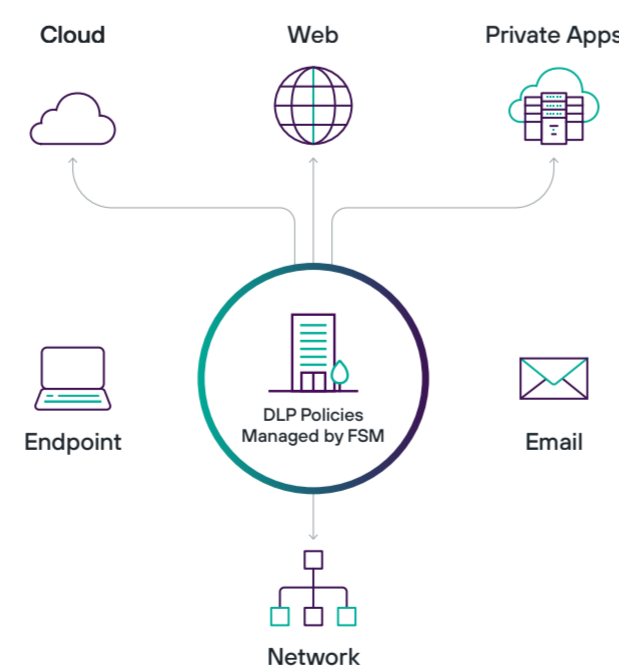 Cloud
Web
Private Apps
DLP Policies
Managed by FSM
Endpoint
Email
Network